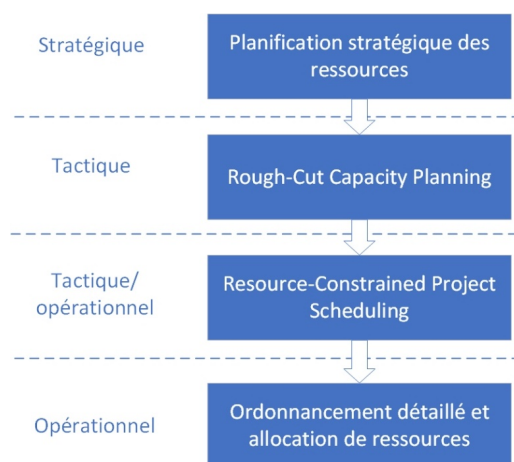 Stratégique
Planification stratégique des
ressources
Tactique
Rough-Cut Capacity Planning
Tactique/
opérationnel
Resource-Constrained Project
Scheduling
Opérationnel
Ordonnancement détaillé et
allocation de ressources